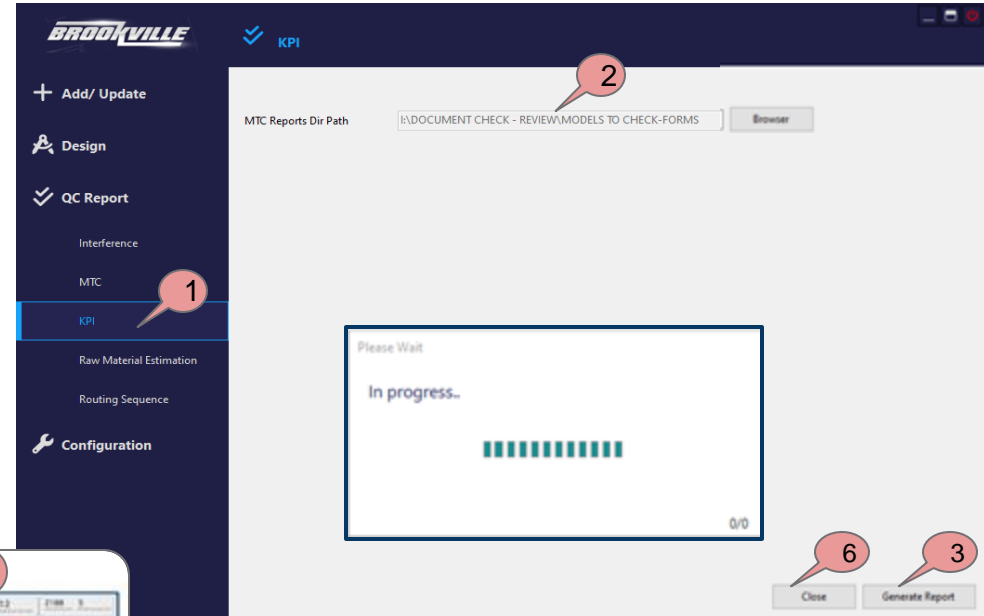 BROOKVILLE
KPI
2
Add/ Update
MTC Reports Dir Path
I:\DOCUMENT CHECK - REVIEW\MODELS TO CHECK-FORMS
Browser
Design
QC Report
Interference
MTC
1
KPI
Raw Material Estimation
Routing Sequence
Configuration
Please Wait
In progress..
0/0
6
3
Close
Generate Report